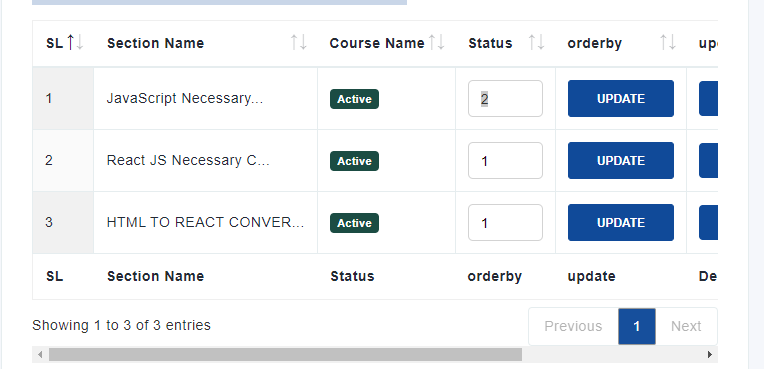 SL Section Name Course Name Status orderby up
1 JavaScript Necessary... Active 2 UPDATE
2 React JS Necessary C... Active 1 UPDATE
3 HTML TO REACT CONVER... Active 1 UPDATE
SL Section Name Status orderby update De
Showing 1 to 3 of 3 entries Previous 1 Next